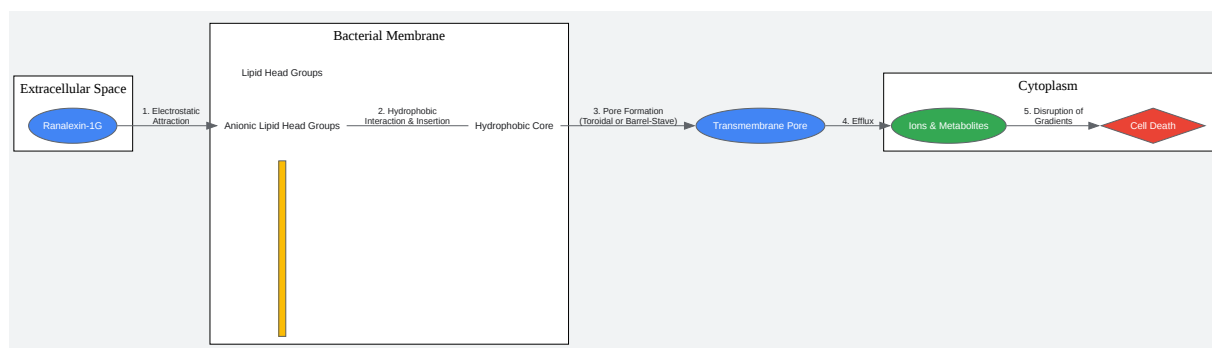 Bacterial Membrane
Lipid Head Groups
Extracellular Space
Cytoplasm
Ranalexin-1G
1. Electrostatic
Attraction
Anionic Lipid Head Groups
2. Hydrophobic
Interaction & Insertion
Hydrophobic Core
3. Pore Formation
(Toroidal or Barrel-Stave)
Transmembrane Pore
4. Efflux
Ions & Metabolites
5. Disruption of
Gradients
Cell Death